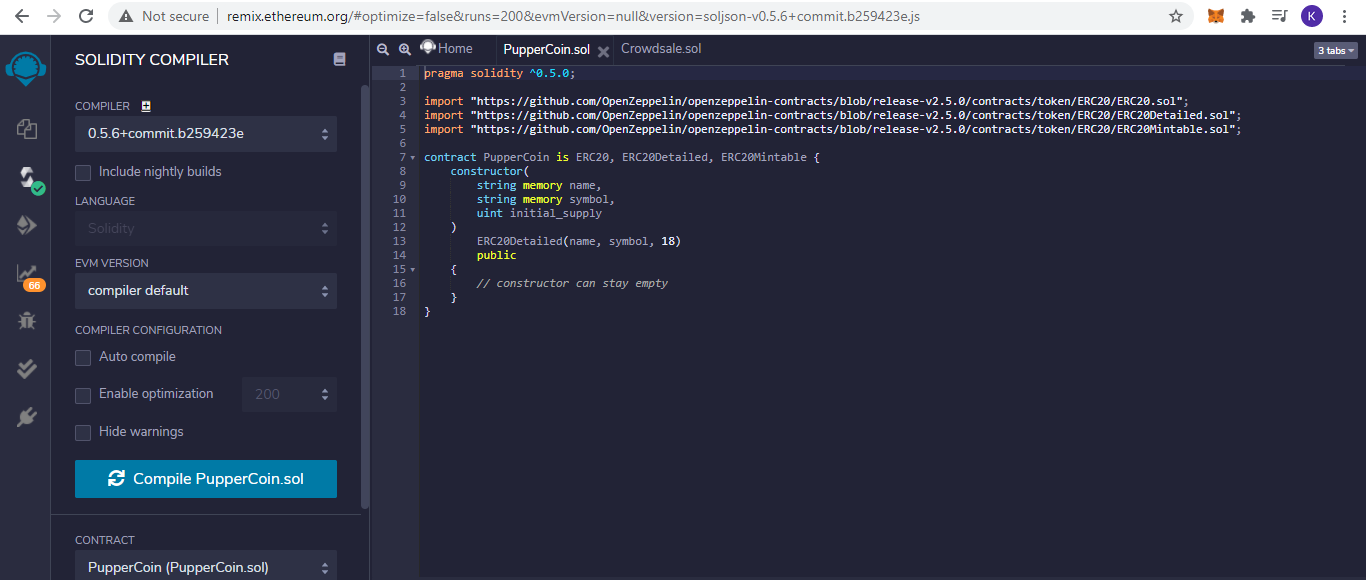 Not secure | remix.ethereum.org/#optimize=false&runs=200&evmVersion=null&version=soljson-v0.5.6+commit.b259423e.js
K
SOLIDITY COMPILER
COMPILER
0.5.6+commit.b259423e
Include nightly builds
LANGUAGE
Solidity
EVM VERSION
compiler default
66
COMPILER CONFIGURATION
Auto compile
Enable optimization 200
Hide warnings
Compile PupperCoin.sol
CONTRACT
PupperCoin (PupperCoin.sol)
Home PupperCoin.sol Crowdsale.sol 3 tabs
1 pragma solidity ^0.5.0;
2
3 import "https://github.com/OpenZeppelin/openzeppelin-contracts/blob/release-v2.5.0/contracts/token/ERC20/ERC20.sol";
4 import "https://github.com/OpenZeppelin/openzeppelin-contracts/blob/release-v2.5.0/contracts/token/ERC20/ERC20Detailed.sol";
5 import "https://github.com/OpenZeppelin/openzeppelin-contracts/blob/release-v2.5.0/contracts/token/ERC20/ERC20Mintable.sol";
6
7 contract PupperCoin is ERC20, ERC20Detailed, ERC20Mintable {
8     constructor(
9         string memory name,
10         string memory symbol,
11         uint initial_supply
12     )
13         ERC20Detailed(name, symbol, 18)
14         public
15     {
16         // constructor can stay empty
17     }
18 }